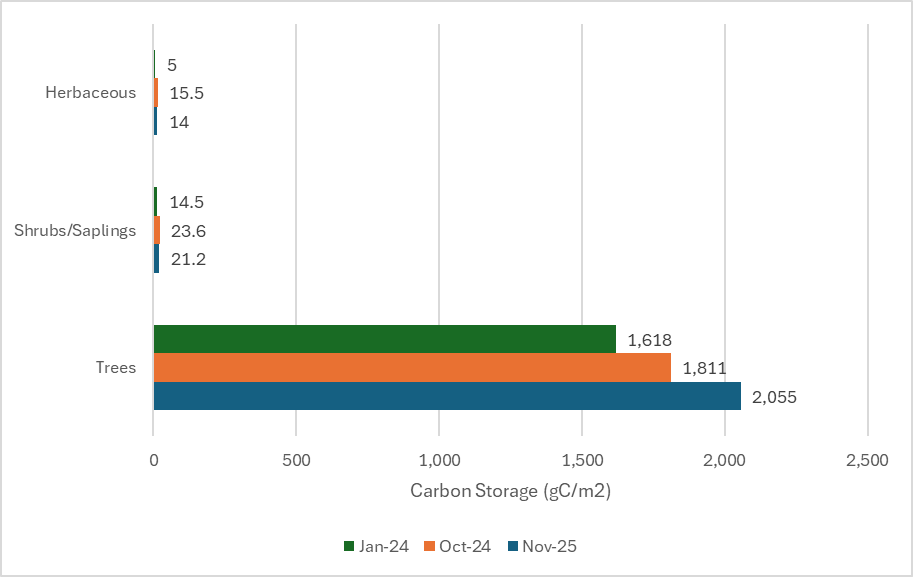 Herbaceous
5
15.5
14
Shrubs/Saplings
14.5
23.6
21.2
Trees
1,618
1,811
2,055
0 500 1,000 1,500 2,000 2,500
Carbon Storage (gC/m2)
Jan-24 Oct-24 Nov-25